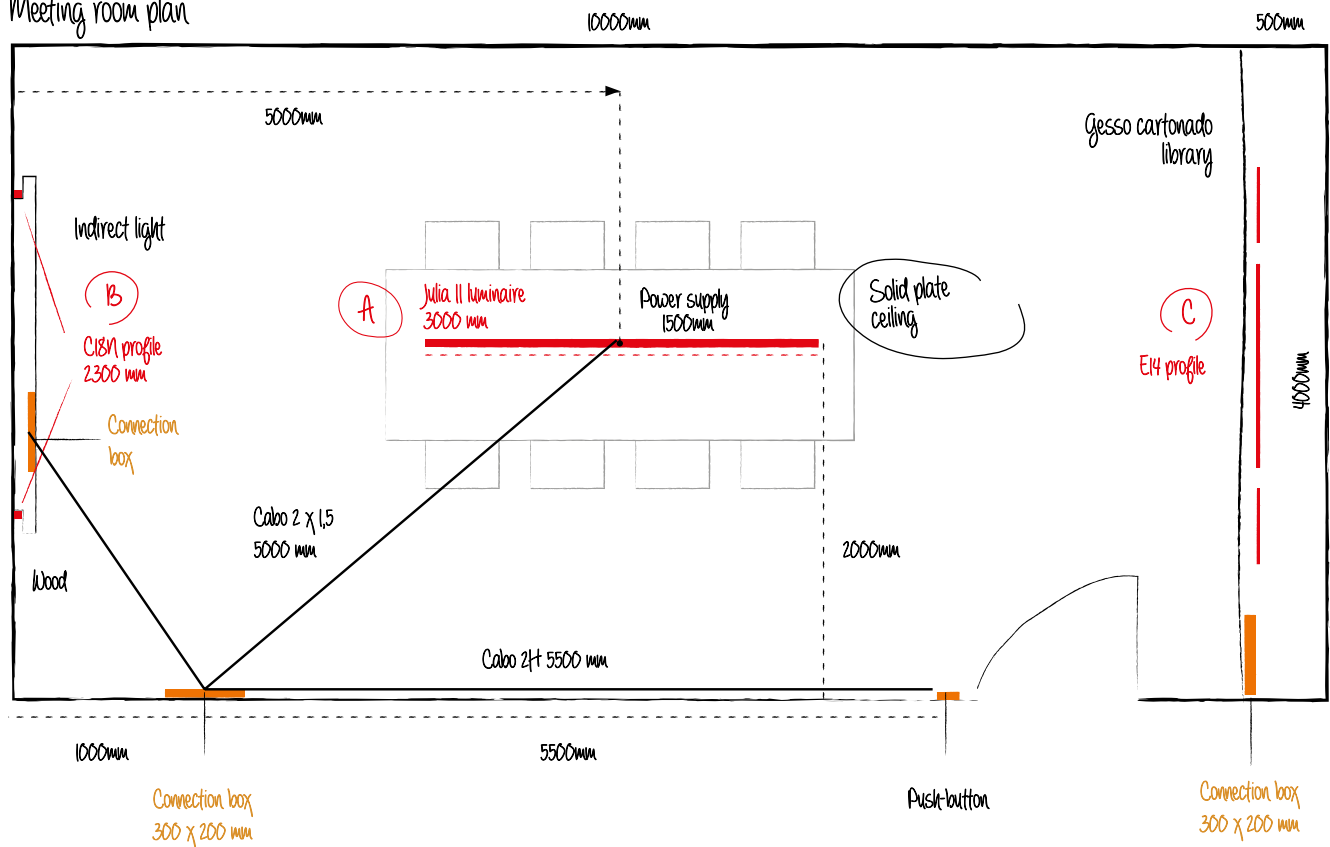 Meeting room plan
10000mm
500mm
5000mm
Gesso cartonado
library
Indirect light
B
C18N profile
2300 mm
Connection
box
A
Julia II luminaire
3000 mm
Power supply
1500mm
Solid plate
ceiling
C
E14 profile
4000mm
Cabo 2 x 1,5
5000 mm
2000mm
Wood
Cabo 2H 5500 mm
1000mm
5500mm
Connection box
300 x 200 mm
Push-button
Connection box
300 x 200 mm